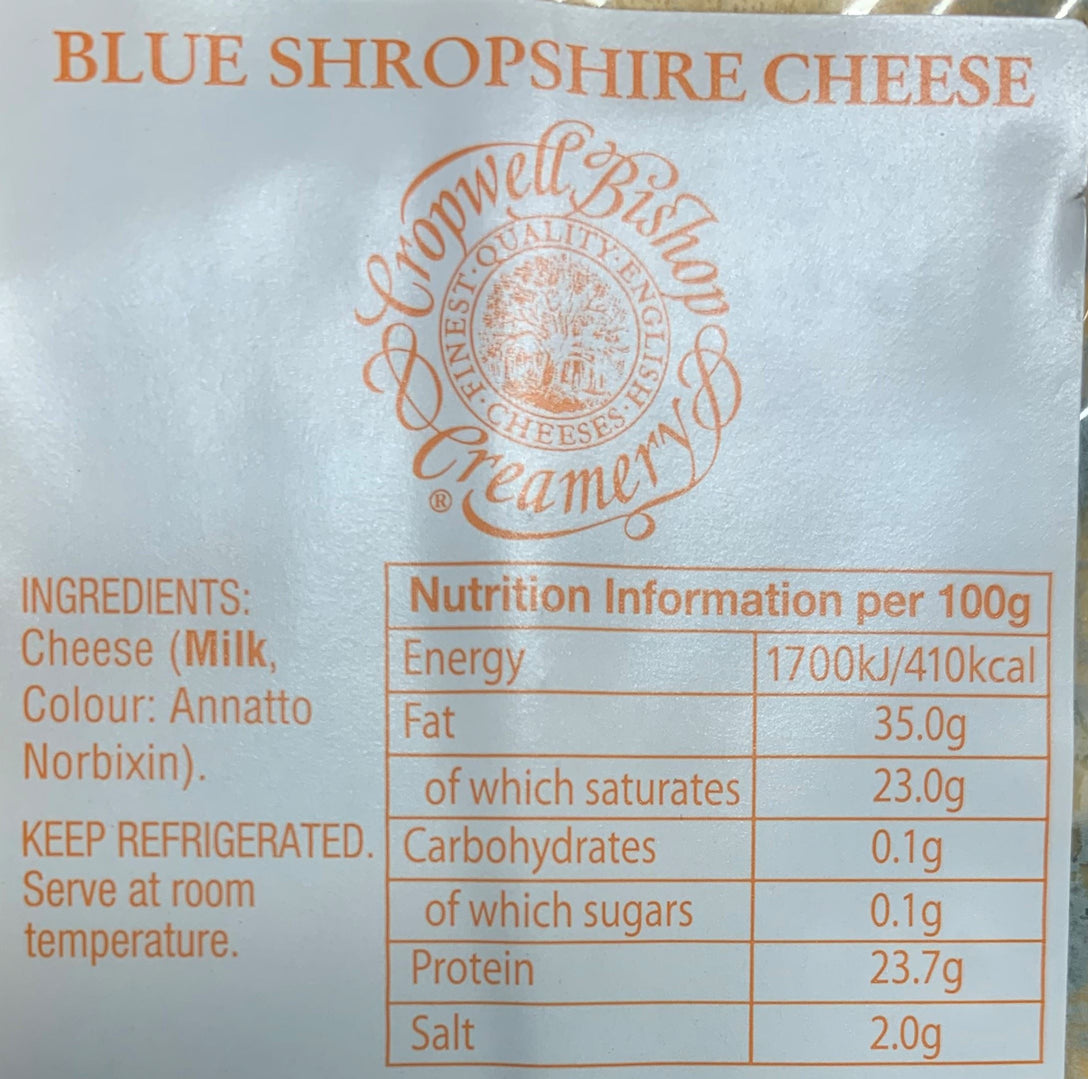 BLUE SHROPSHIRE CHEESE
Cropwell Bishop
FINEST · QUALITY · ENGLISH · CHEESES ·
Creamery
®
INGREDIENTS:
Cheese (Milk,
Colour: Annatto
Norbixin).
KEEP REFRIGERATED.
Serve at room
temperature.
Nutrition Information per 100g
Energy 1700kJ/410kcal
Fat 35.0g
of which saturates 23.0g
Carbohydrates 0.1g
of which sugars 0.1g
Protein 23.7g
Salt 2.0g